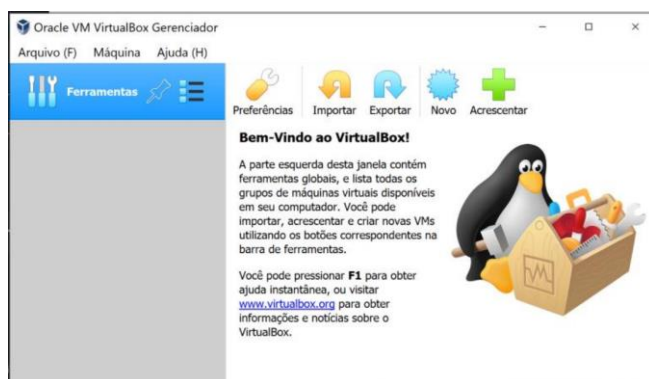 Oracle VM VirtualBox Gerenciador
Arquivo (F) Máquina Ajuda (H)
Ferramentas
Preferências Importar Exportar Novo Acrescentar
Bem-Vindo ao VirtualBox!
A parte esquerda desta janela contém
ferramentas globais, e lista todas os
grupos de máquinas virtuais disponíveis
em seu computador. Você pode
importar, acrescentar e criar novas VMs
utilizando os botões correspondentes na
barra de ferramentas.
Você pode pressionar F1 para obter
ajuda instantânea, ou visitar
www.virtualbox.org para obter
informações e notícias sobre o
VirtualBox.